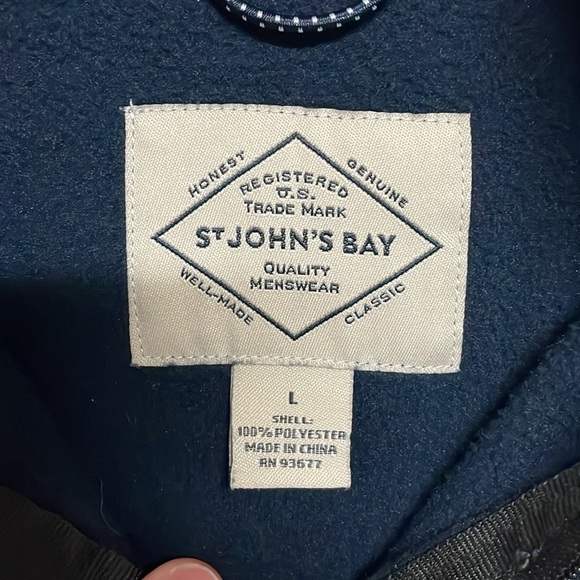 HONEST
GENUINE
REGISTERED
U.S.
TRADE MARK
ST JOHN'S BAY
QUALITY
MENSWEAR
WELL-MADE
CLASSIC
L
SHELL:
100% POLYESTER
MADE IN CHINA
RN 93677